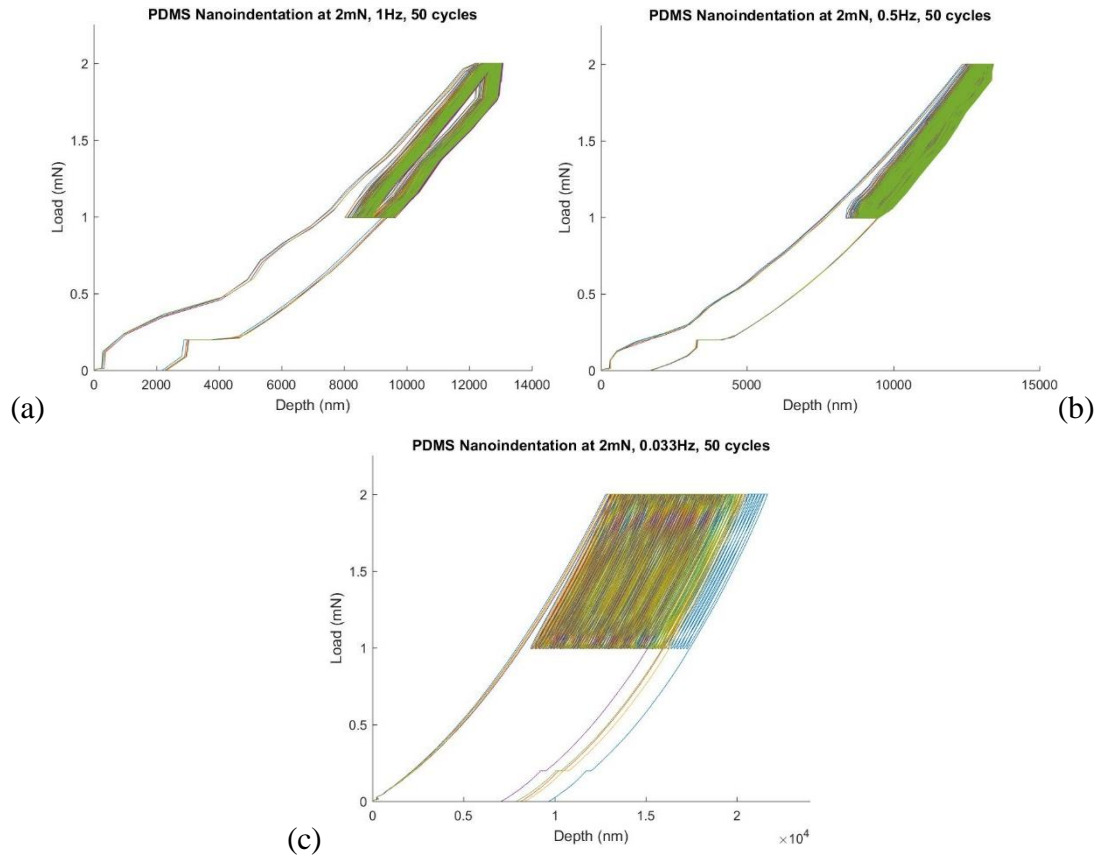 PDMS Nanoindentation at 2mN, 1Hz, 50 cycles
Load (mN)
2
1.5
1
0.5
0
0 2000 4000 6000 8000 10000 12000 14000
Depth (nm)
(a)
PDMS Nanoindentation at 2mN, 0.5Hz, 50 cycles
Load (mN)
2
1.5
1
0.5
0
0 5000 10000 15000
Depth (nm)
(b)
PDMS Nanoindentation at 2mN, 0.033Hz, 50 cycles
Load (mN)
2
1.5
1
0.5
0
0 0.5 1 1.5 2
Depth (nm)
×10^4
(c)